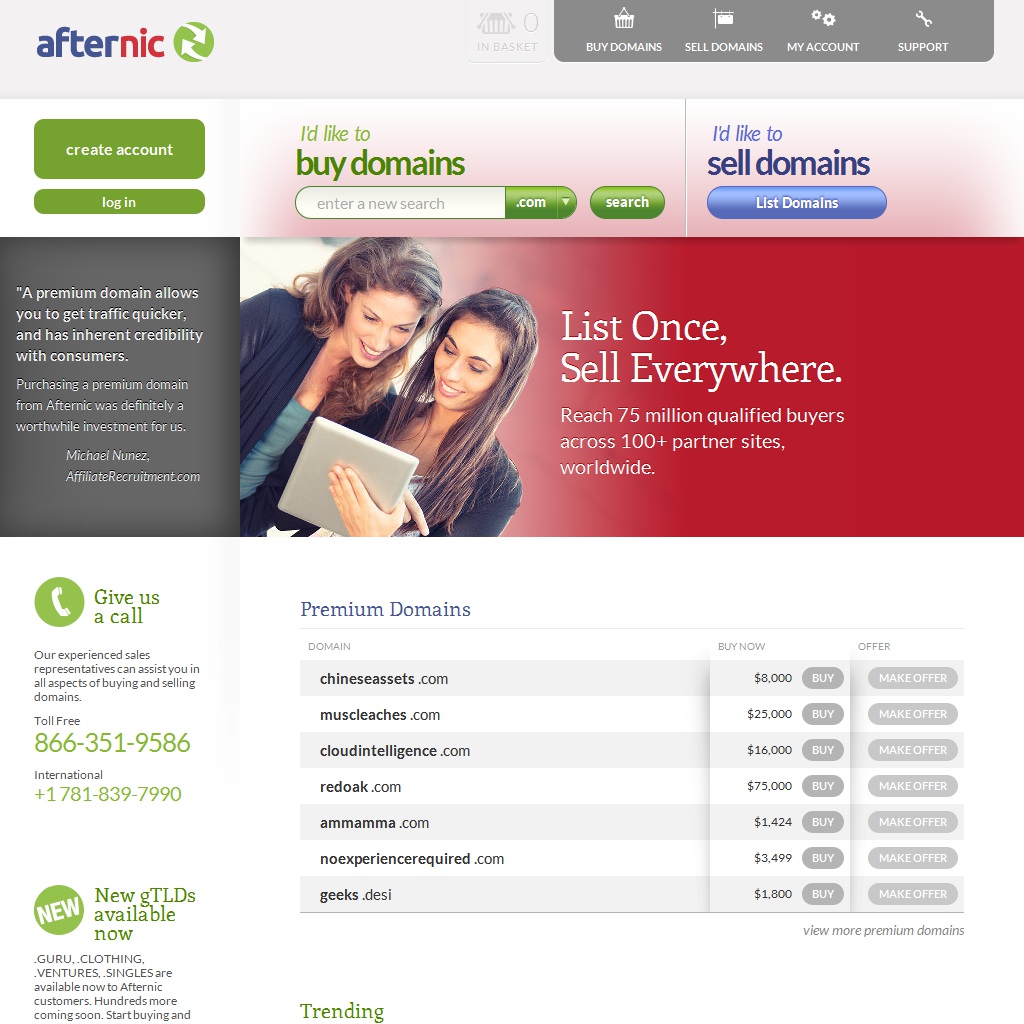 afternic
0
IN BASKET
BUY DOMAINS
SELL DOMAINS
MY ACCOUNT
SUPPORT
create account
log in
I'd like to
buy domains
enter a new search
.com
search
I'd like to
sell domains
List Domains
"A premium domain allows
you to get traffic quicker,
and has inherent credibility
with consumers.
Purchasing a premium domain
from Afternic was definitely a
worthwhile investment for us.
Michael Nunez,
AffiliateRecruitment.com
List Once,
Sell Everywhere.
Reach 75 million qualified buyers
across 100+ partner sites,
worldwide.
Give us
a call
Our experienced sales
representatives can assist you in
all aspects of buying and selling
domains.
Toll Free
866-351-9586
International
+1 781-839-7990
NEW
New gTLDs
available
now
.GURU, .CLOTHING,
.VENTURES, .SINGLES are
available now to Afternic
customers. Hundreds more
coming soon. Start buying and
Premium Domains
DOMAIN BUY NOW OFFER
chineseassets .com $8,000 BUY MAKE OFFER
muscleaches .com $25,000 BUY MAKE OFFER
cloudintelligence .com $16,000 BUY MAKE OFFER
redoak .com $75,000 BUY MAKE OFFER
ammamma .com $1,424 BUY MAKE OFFER
noexperiencerequired .com $3,499 BUY MAKE OFFER
geeks .desi $1,800 BUY MAKE OFFER
view more premium domains
Trending